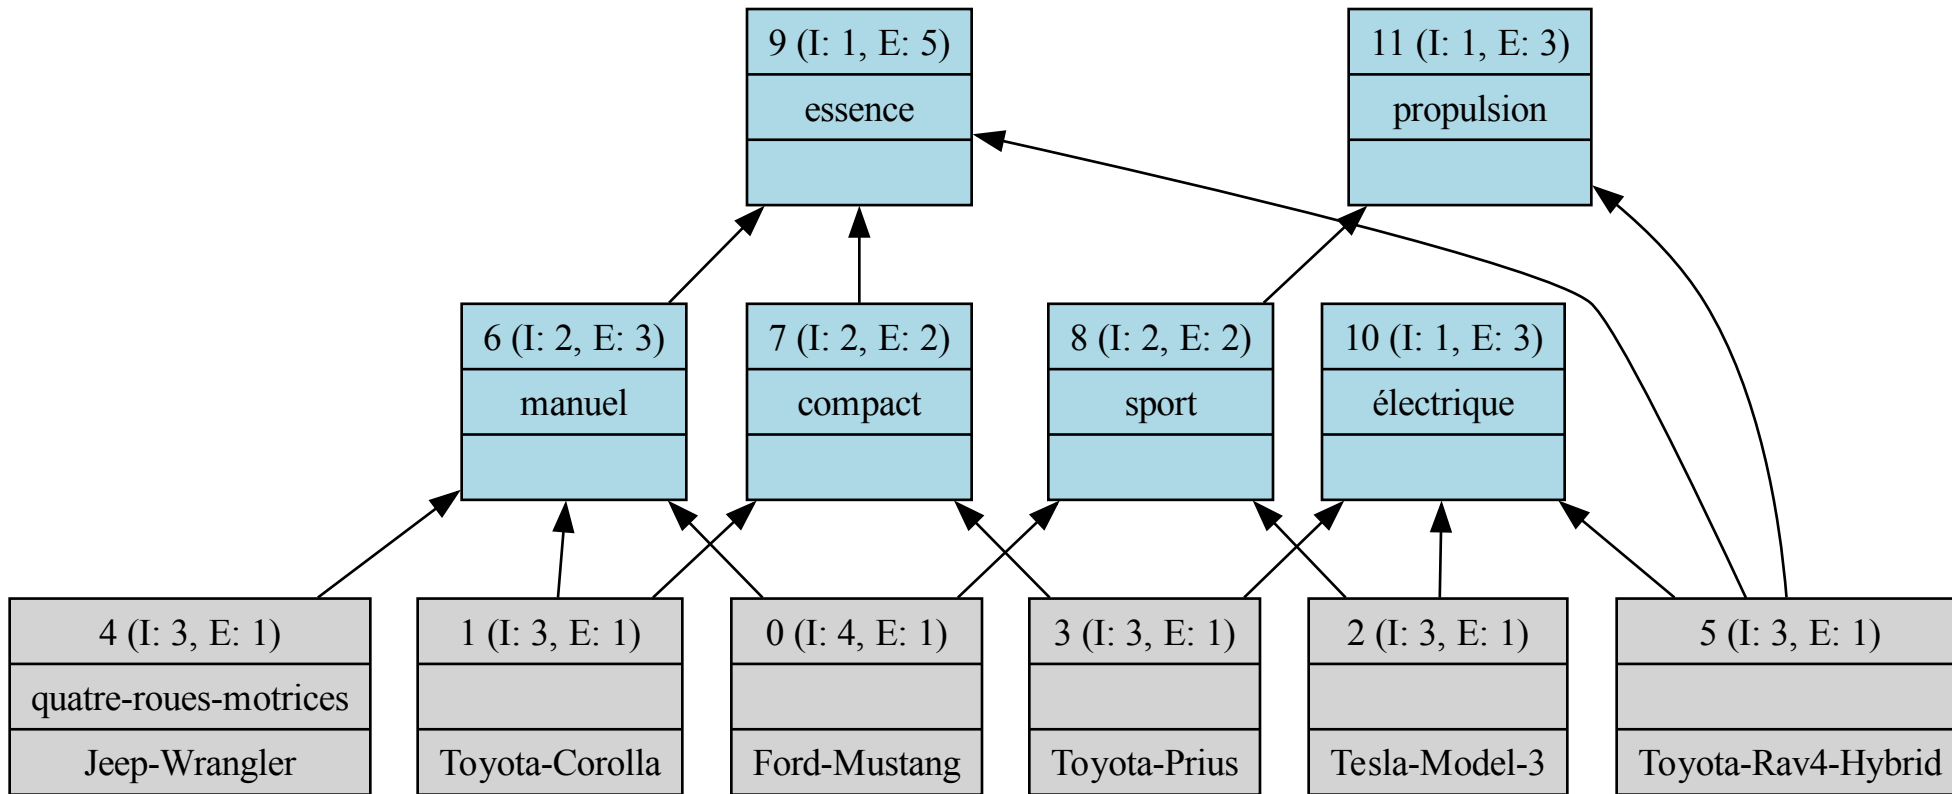 9 (I: 1, E: 5)
essence
11 (I: 1, E: 3)
propulsion
6 (I: 2, E: 3)
manuel
7 (I: 2, E: 2)
compact
8 (I: 2, E: 2)
sport
10 (I: 1, E: 3)
électrique
4 (I: 3, E: 1)
quatre-roues-motrices
Jeep-Wrangler
1 (I: 3, E: 1)
Toyota-Corolla
0 (I: 4, E: 1)
Ford-Mustang
3 (I: 3, E: 1)
Toyota-Prius
2 (I: 3, E: 1)
Tesla-Model-3
5 (I: 3, E: 1)
Toyota-Rav4-Hybrid